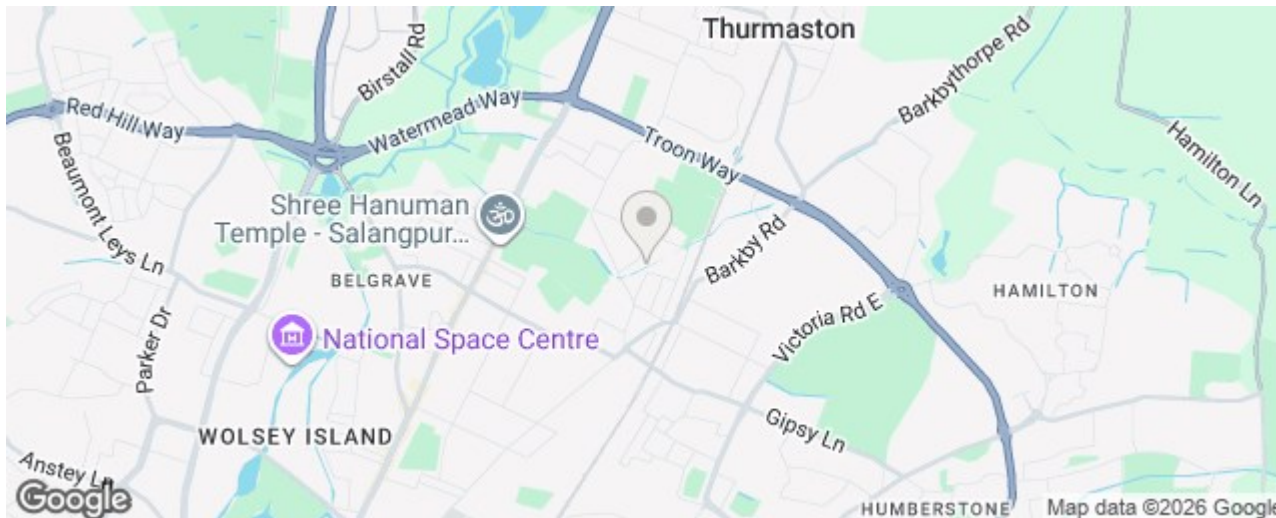 Thurmaston
Barkbythorpe Rd
Birstall Rd
Red Hill Way
Watermead Way
Troon Way
Hamilton Ln
Beaumont Leys Ln
Shree Hanuman
Temple - Salangpur...
Barkby Rd
BELGRAVE
HAMILTON
Victoria Rd E
National Space Centre
Parker Dr
Gipsy Ln
WOLSEY ISLAND
Anstey Ln
Google
HUMBERSTONE
Map data ©2026 Google